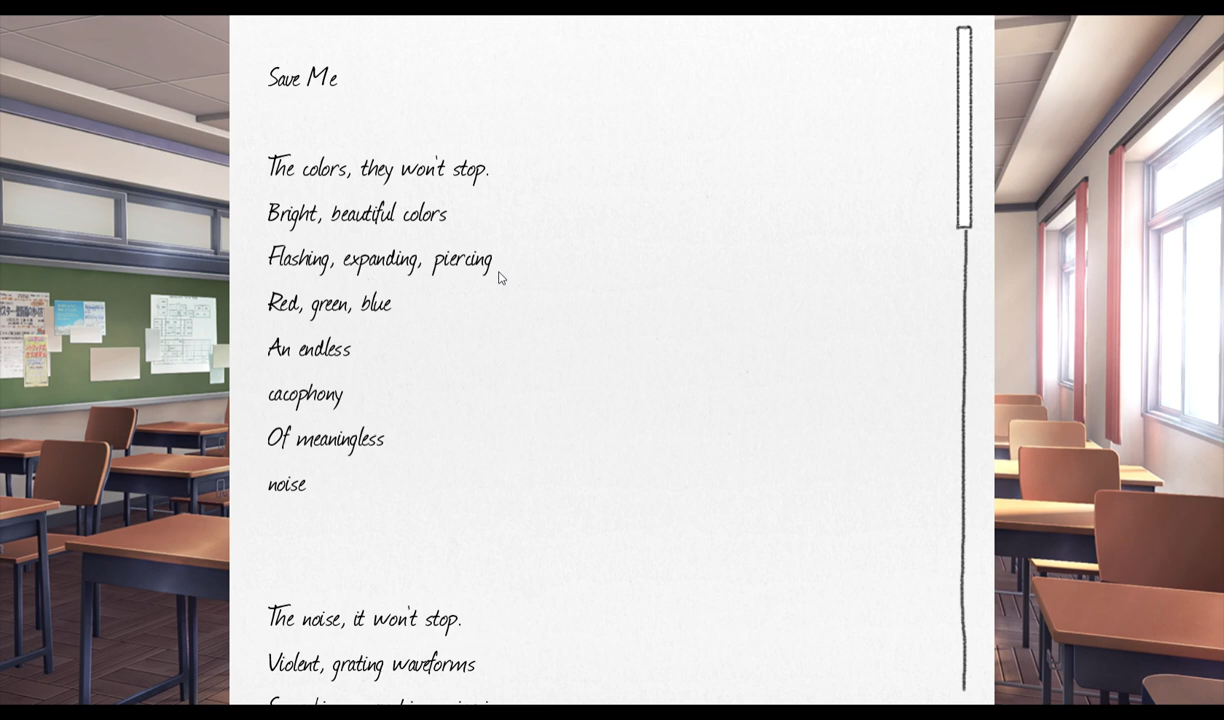 Save Me
The colors, they won't stop.
Bright, beautiful colors
Flashing, expanding, piercing
Red, green, blue
An endless
cacophony
Of meaningless
noise
The noise, it won't stop.
Violent, grating waveforms